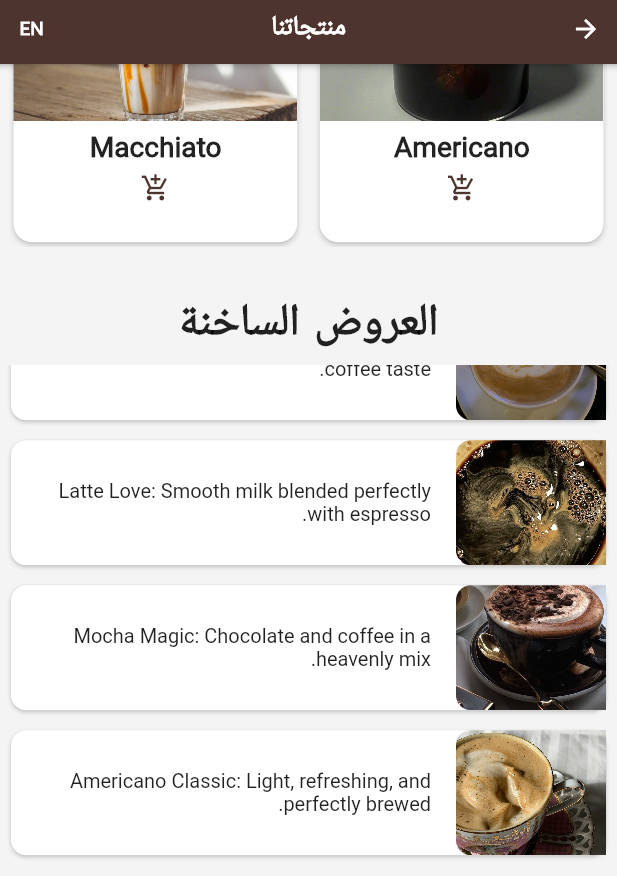 EN
منتجاتنا
Macchiato
Americano
العروض الساخنة
.coffee taste
Latte Love: Smooth milk blended perfectly
.with espresso
Mocha Magic: Chocolate and coffee in a
.heavenly mix
Americano Classic: Light, refreshing, and
.perfectly brewed